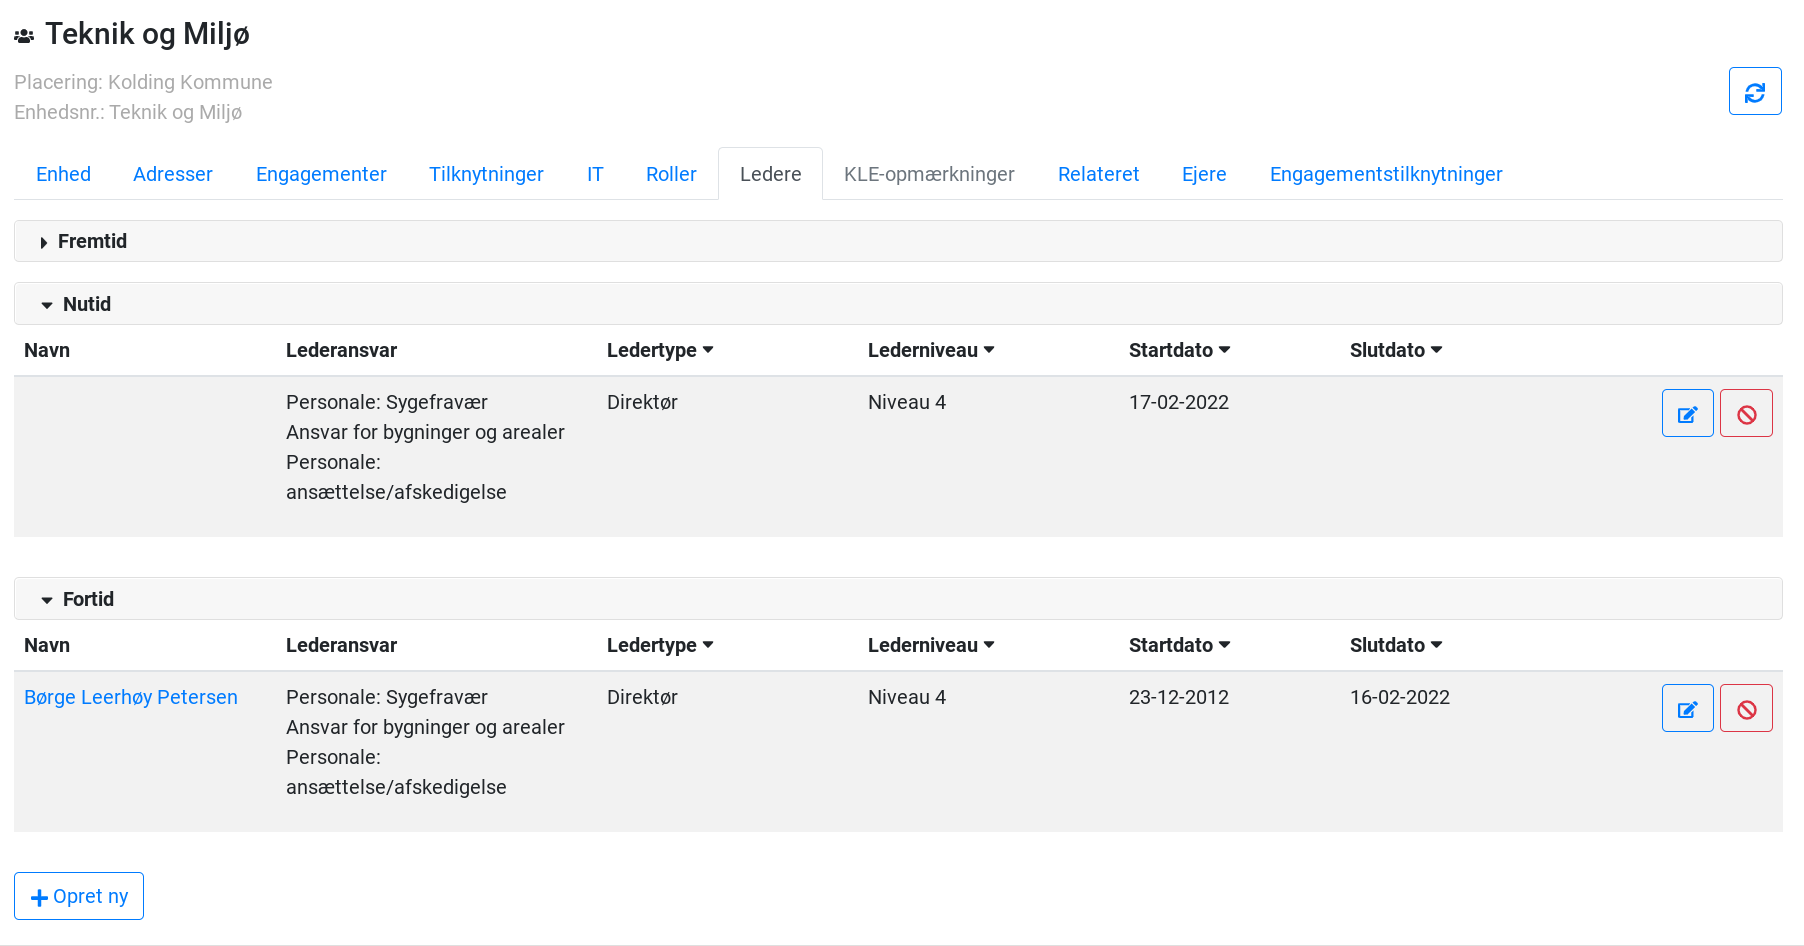 Teknik og Miljø
Placering: Kolding Kommune
Enhedsnr.: Teknik og Miljø
Enhed Adresser Engagementer Tilknytninger IT Roller Ledere KLE-opmærkninger Relateret Ejere Engagementstilknytninger
Fremtid
Nutid
Navn Lederansvar Ledertype Lederniveau Startdato Slutdato
Personale: Sygefravær Direktør Niveau 4 17-02-2022
Ansvar for bygninger og arealer
Personale:
ansættelse/afskedigelse
Fortid
Navn Lederansvar Ledertype Lederniveau Startdato Slutdato
Børge Leerhøy Petersen Personale: Sygefravær Direktør Niveau 4 23-12-2012 16-02-2022
Ansvar for bygninger og arealer
Personale:
ansættelse/afskedigelse
Opret ny